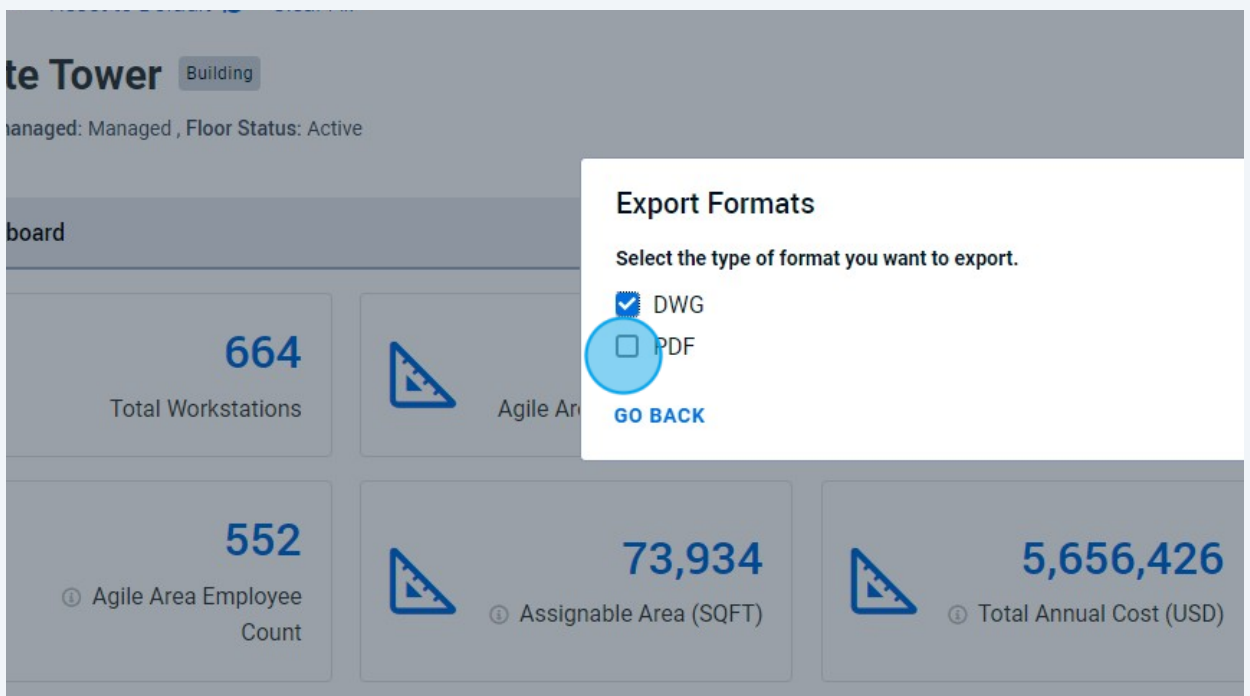 te Tower
Building
managed: Managed , Floor Status: Active
board
Export Formats
Select the type of format you want to export.
DWG
PDF
GO BACK
664
Total Workstations
Agile Are
552
Agile Area Employee
Count
73,934
Assignable Area (SQFT)
5,656,426
Total Annual Cost (USD)